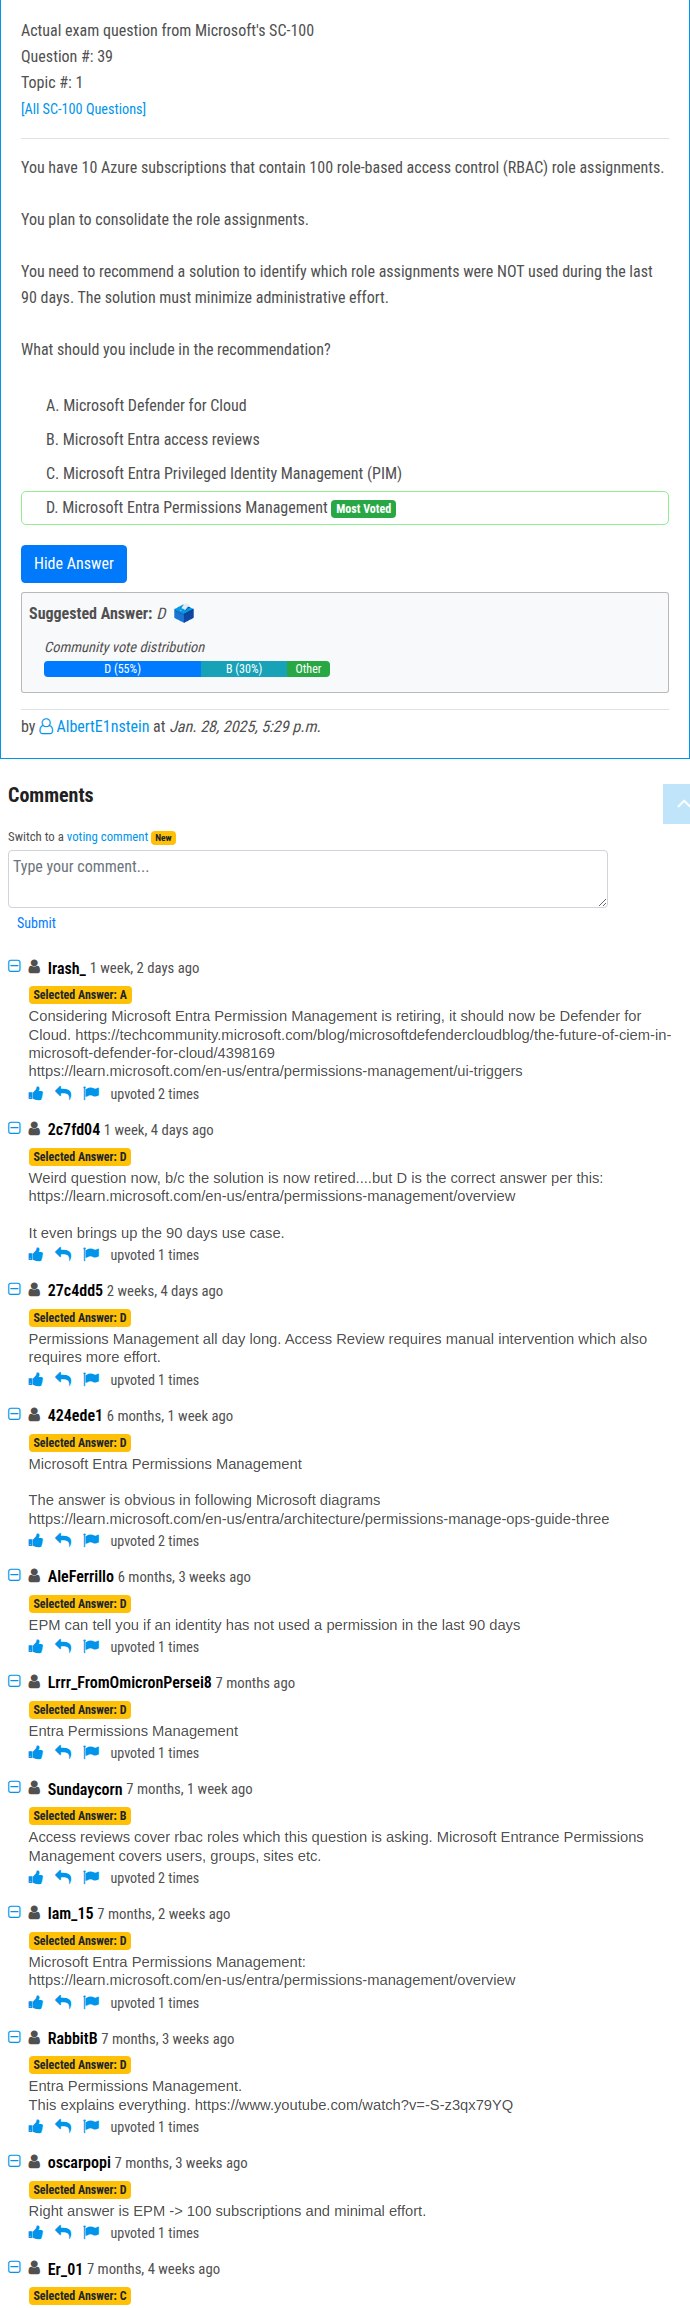 Actual exam question from Microsoft's SC-100
Question #: 39
Topic #: 1
[All SC-100 Questions]
You have 10 Azure subscriptions that contain 100 role-based access control (RBAC) role assignments.
You plan to consolidate the role assignments.
You need to recommend a solution to identify which role assignments were NOT used during the last
90 days. The solution must minimize administrative effort.
What should you include in the recommendation?
A. Microsoft Defender for Cloud
B. Microsoft Entra access reviews
C. Microsoft Entra Privileged Identity Management (PIM)
D. Microsoft Entra Permissions Management Most Voted
Hide Answer
Suggested Answer: D
Community vote distribution
D (55%) B (30%) Other
by AlbertE1nstein at Jan. 28, 2025, 5:29 p.m.
Comments
Switch to a voting comment New
Type your comment...
Submit
Irash_ 1 week, 2 days ago
Selected Answer: A
Considering Microsoft Entra Permission Management is retiring, it should now be Defender for
Cloud. https://techcommunity.microsoft.com/blog/microsoftdefendercloudblog/the-future-of-ciem-in-
microsoft-defender-for-cloud/4398169
https://learn.microsoft.com/en-us/entra/permissions-management/ui-triggers
upvoted 2 times
2c7fd04 1 week, 4 days ago
Selected Answer: D
Weird question now, b/c the solution is now retired....but D is the correct answer per this:
https://learn.microsoft.com/en-us/entra/permissions-management/overview
It even brings up the 90 days use case.
upvoted 1 times
27c4dd5 2 weeks, 4 days ago
Selected Answer: D
Permissions Management all day long. Access Review requires manual intervention which also
requires more effort.
upvoted 1 times
424ede1 6 months, 1 week ago
Selected Answer: D
Microsoft Entra Permissions Management
The answer is obvious in following Microsoft diagrams
https://learn.microsoft.com/en-us/entra/architecture/permissions-manage-ops-guide-three
upvoted 2 times
AleFerrillo 6 months, 3 weeks ago
Selected Answer: D
EPM can tell you if an identity has not used a permission in the last 90 days
upvoted 1 times
Lrrr_FromOmicronPersei8 7 months ago
Selected Answer: D
Entra Permissions Management
upvoted 1 times
Sundaycorn 7 months, 1 week ago
Selected Answer: B
Access reviews cover rbac roles which this question is asking. Microsoft Entrance Permissions
Management covers users, groups, sites etc.
upvoted 2 times
Iam_15 7 months, 2 weeks ago
Selected Answer: D
Microsoft Entra Permissions Management:
https://learn.microsoft.com/en-us/entra/permissions-management/overview
upvoted 1 times
RabbitB 7 months, 3 weeks ago
Selected Answer: D
Entra Permissions Management.
This explains everything. https://www.youtube.com/watch?v=-S-z3qx79YQ
upvoted 1 times
oscarpopi 7 months, 3 weeks ago
Selected Answer: D
Right answer is EPM -> 100 subscriptions and minimal effort.
upvoted 1 times
Er_01 7 months, 4 weeks ago
Selected Answer: C